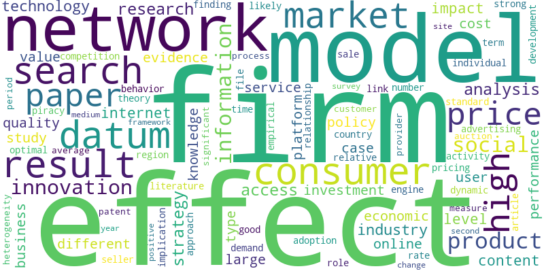 technology
research
finding
likely
strong
network
market
impact
cost
development
competition
process
sale
site
term
individual
value
evidence
model
search
period
piracy
behavior
information
service
file
survey
link
number
analysis
paper
medium
theory
time
empirical
platform
relationship
customer
standard
price
quality
internet
knowledge
significant
firm
policy
country
provider
advertising
auction
study
framework
datum
optimal
average
region
case
relative
activity
social
performance
result
consumer
pricing
high
literature
access
investment
engine
user
dynamic
innovation
heterogeneity
business
patent
positive
implication
strategy
approach
type
effect
economic
level
measure
article
year
good
industry
product
different
demand
adoption
online
rate
second
seller
large
role
change
content